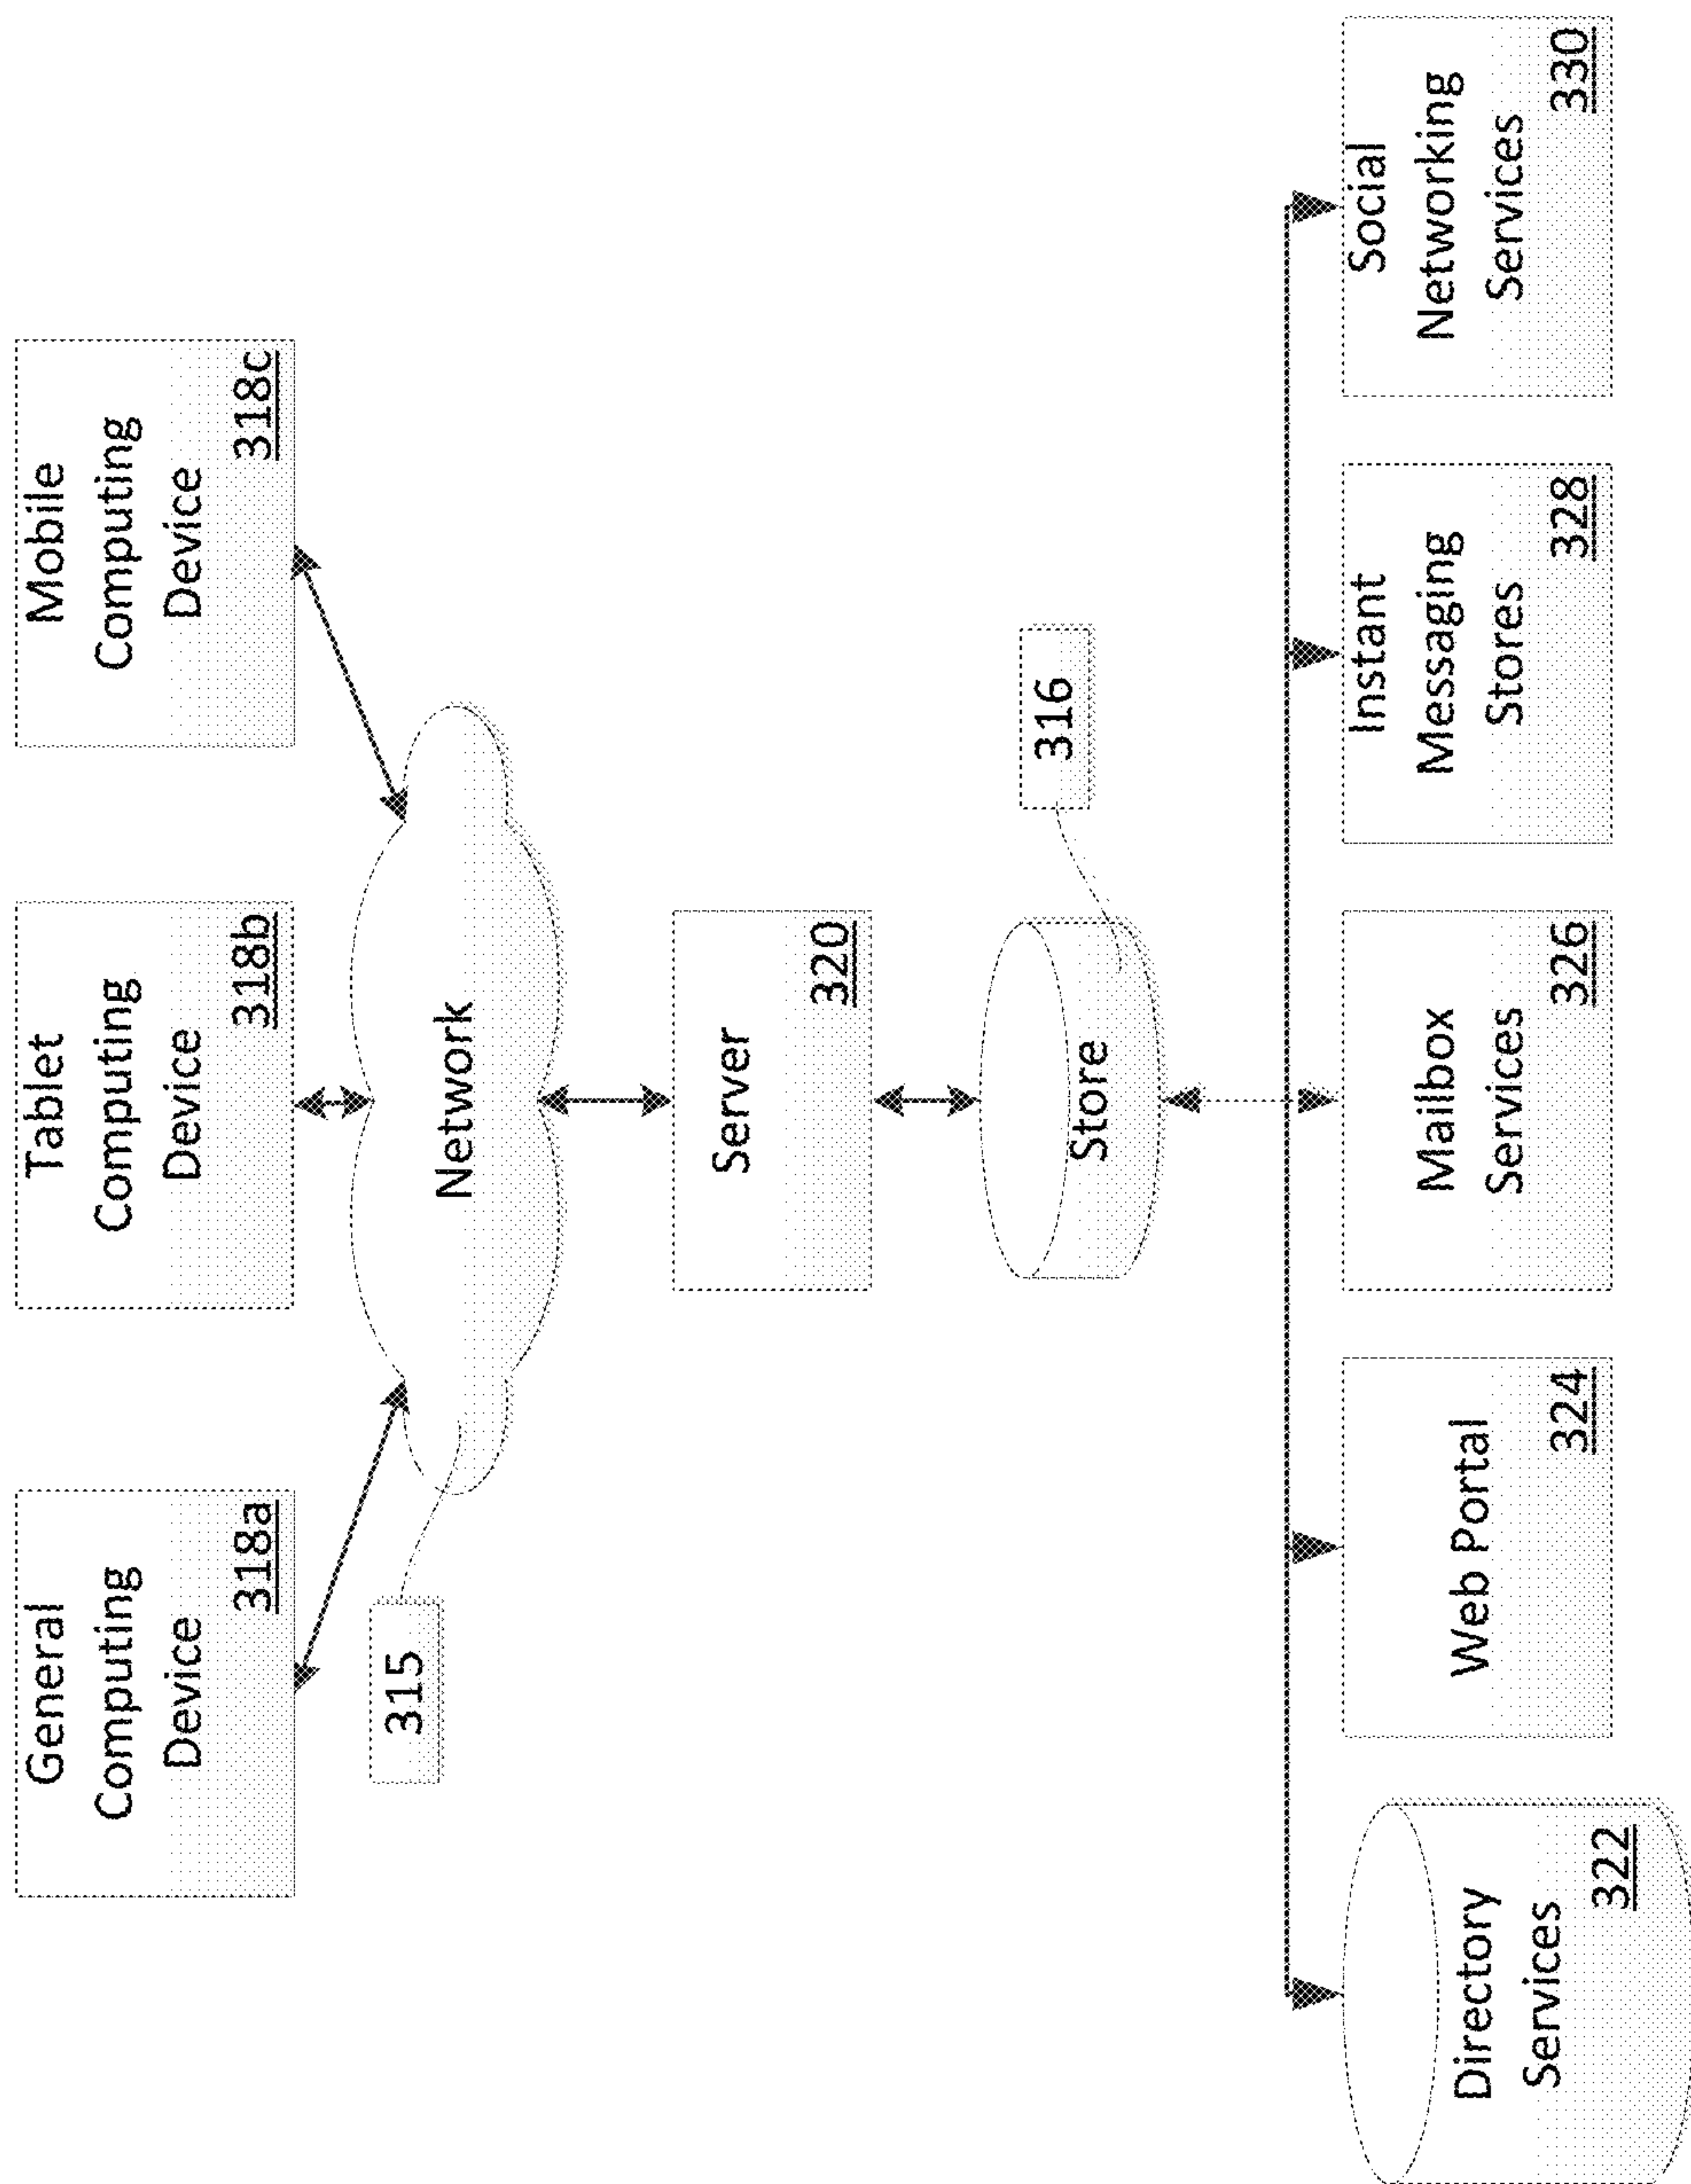 General
Computing
Device
318a
Tablet
Computing
Device
318b
Mobile
Computing
Device
318c
315
Network
Server
320
316
Store
Directory
Services
322
Web Portal
324
Mailbox
Services
326
Instant
Messaging
Stores
328
Social
Networking
Services
330